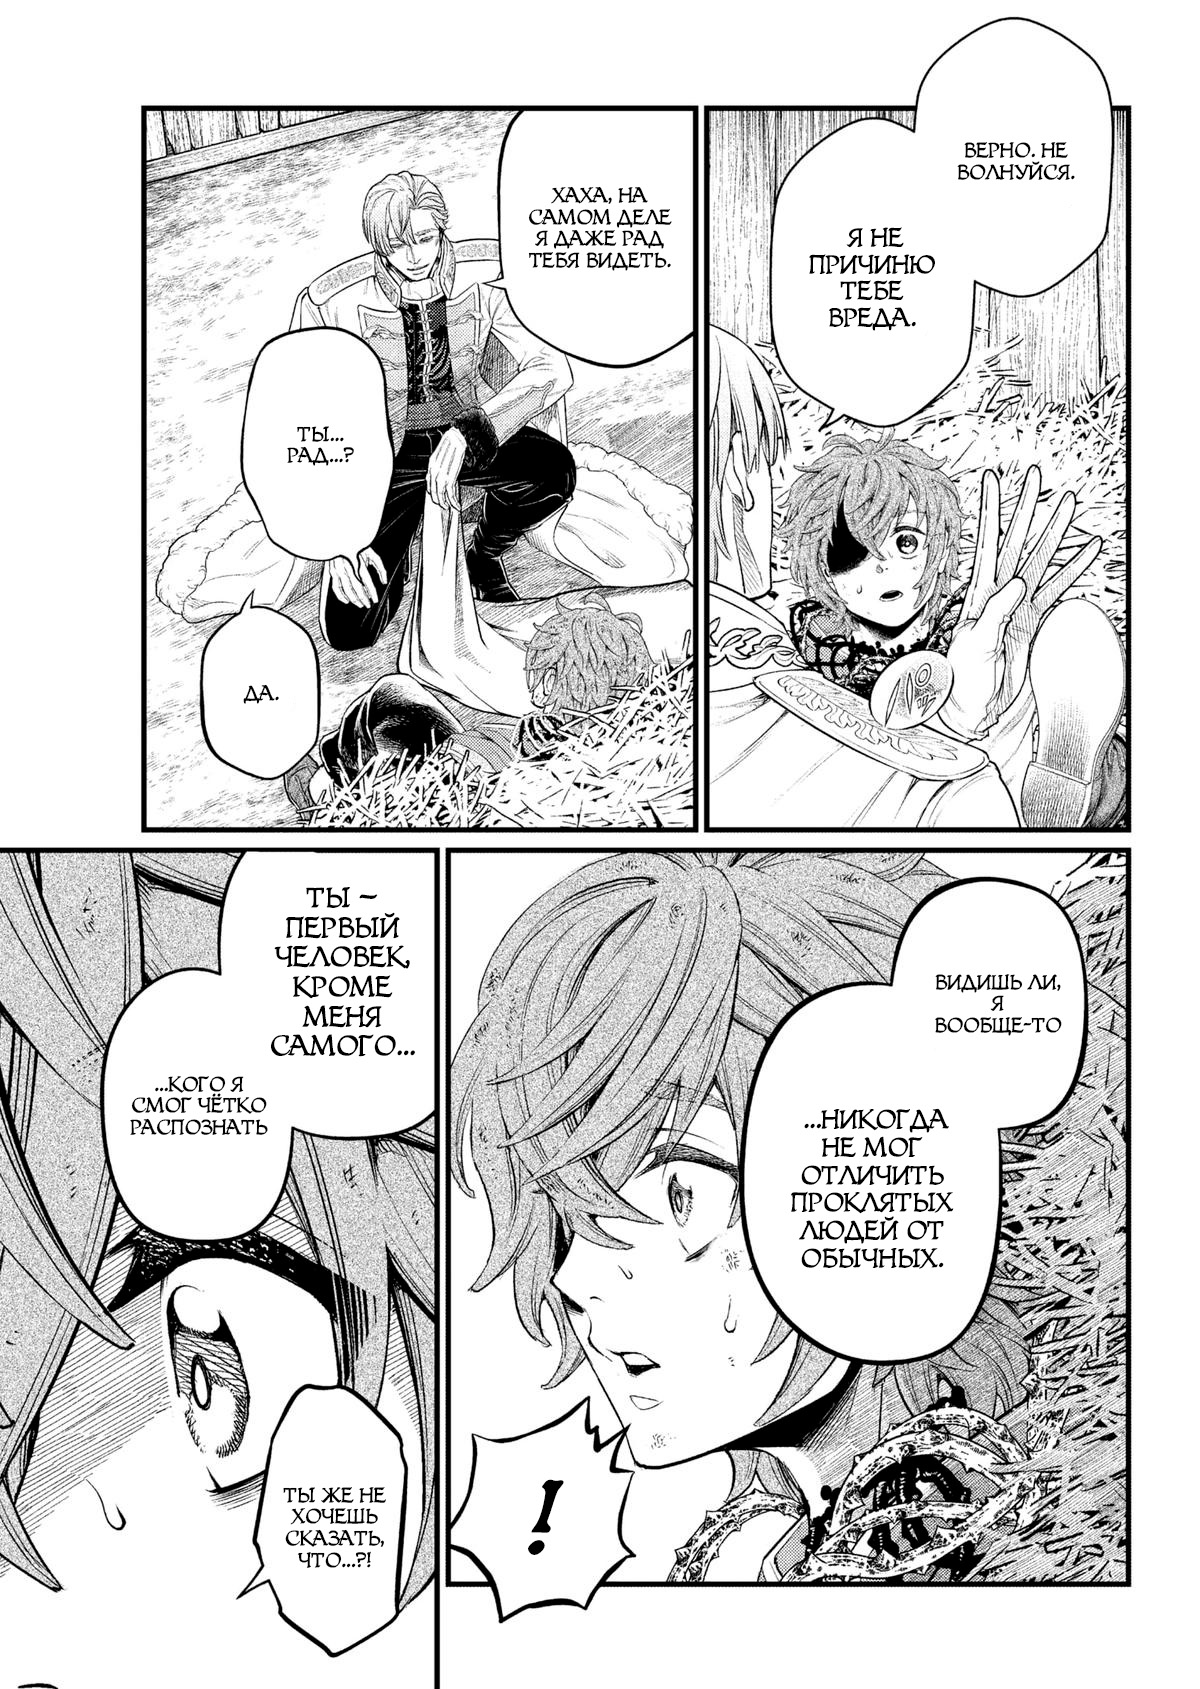 ВЕРНО. НЕ
ВОЛНУЙСЯ.
Я НЕ
ПРИЧИНЮ
ТЕБЕ
ВРЕДА.
ХАХА, НА
САМОМ ДЕЛЕ
Я ДАЖЕ РАД
ТЕБЯ ВИДЕТЬ.
ТЫ...
РАД...?
ДА.
ВИДИШЬ ЛИ,
Я
ВООБЩЕ-ТО
...НИКОГДА
НЕ МОГ
ОТЛИЧИТЬ
ПРОКЛЯТЫХ
ЛЮДЕЙ ОТ
ОБЫЧНЫХ.
!
ТЫ –
ПЕРВЫЙ
ЧЕЛОВЕК,
КРОМЕ
МЕНЯ
САМОГО...
...КОГО Я
СМОГ ЧЁТКО
РАСПОЗНАТЬ
ТЫ ЖЕ НЕ
ХОЧЕШЬ
СКАЗАТЬ,
ЧТО...?!